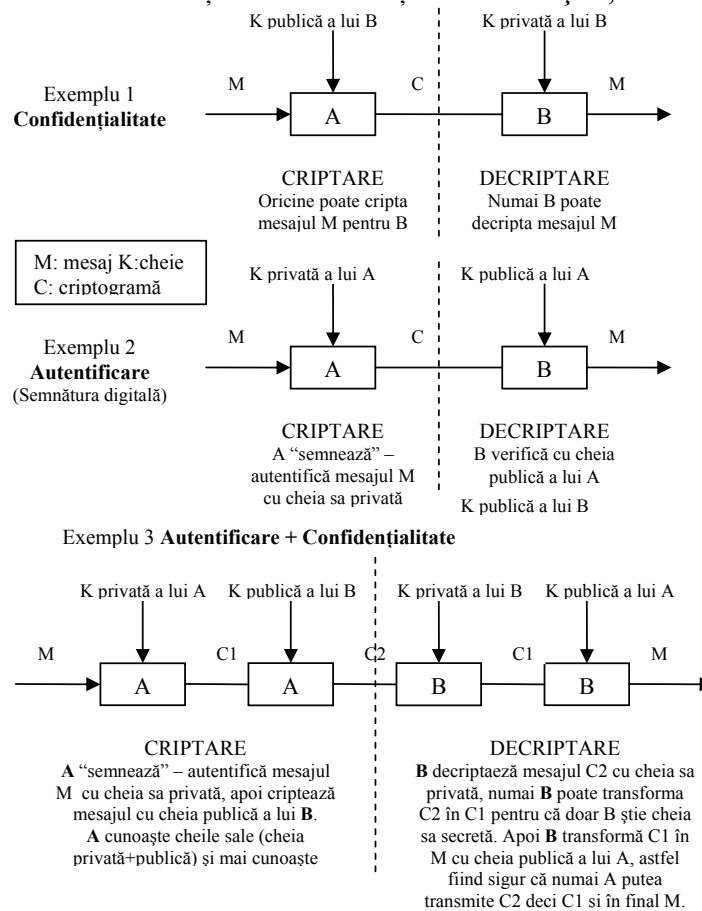 K publică a lui B K privată a lui B
M C M
Exemplu 1
Confidențialitate
A B
CRIPTARE DECRIPTARE
Oricine poate cripta Numai B poate
mesajul M pentru B decripta mesajul M
M: mesaj K:cheie
C: criptogramă
K privată a lui A K publică a lui A
M C M
Exemplu 2
Autentificare
(Semnătura digitală)
A B
CRIPTARE DECRIPTARE
A “semnează” – B verifică cu cheia
autentifică mesajul M publică a lui A
cu cheia sa privată
K publică a lui B
Exemplu 3 Autentificare + Confidențialitate
K privată a lui A K publică a lui B K privată a lui B K publică a lui A
M C1 C2 C1 M
A A B B
CRIPTARE
A “semnează” – autentifică mesajul
M cu cheia sa privată, apoi criptează
mesajul cu cheia publică a lui B.
A cunoaște cheile sale (cheia
privată+publică) și mai cunoaște
DECRIPTARE
B decriptaeză mesajul C2 cu cheia sa
privată, numai B poate transforma
C2 în C1 pentru că doar B ştie cheia
sa secretă. Apoi B transformă C1 în
M cu cheia publică a lui A, astfel
fiind sigur că numai A putea
transmite C2 deci C1 și în final M.